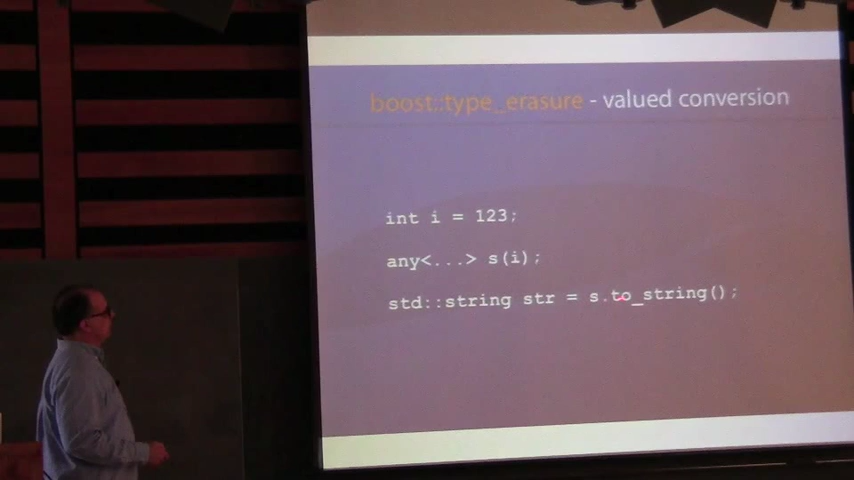 boost::type_erasure - valued conversion
int i = 123;
any<...> s(i);
std::string str = s.to_string();